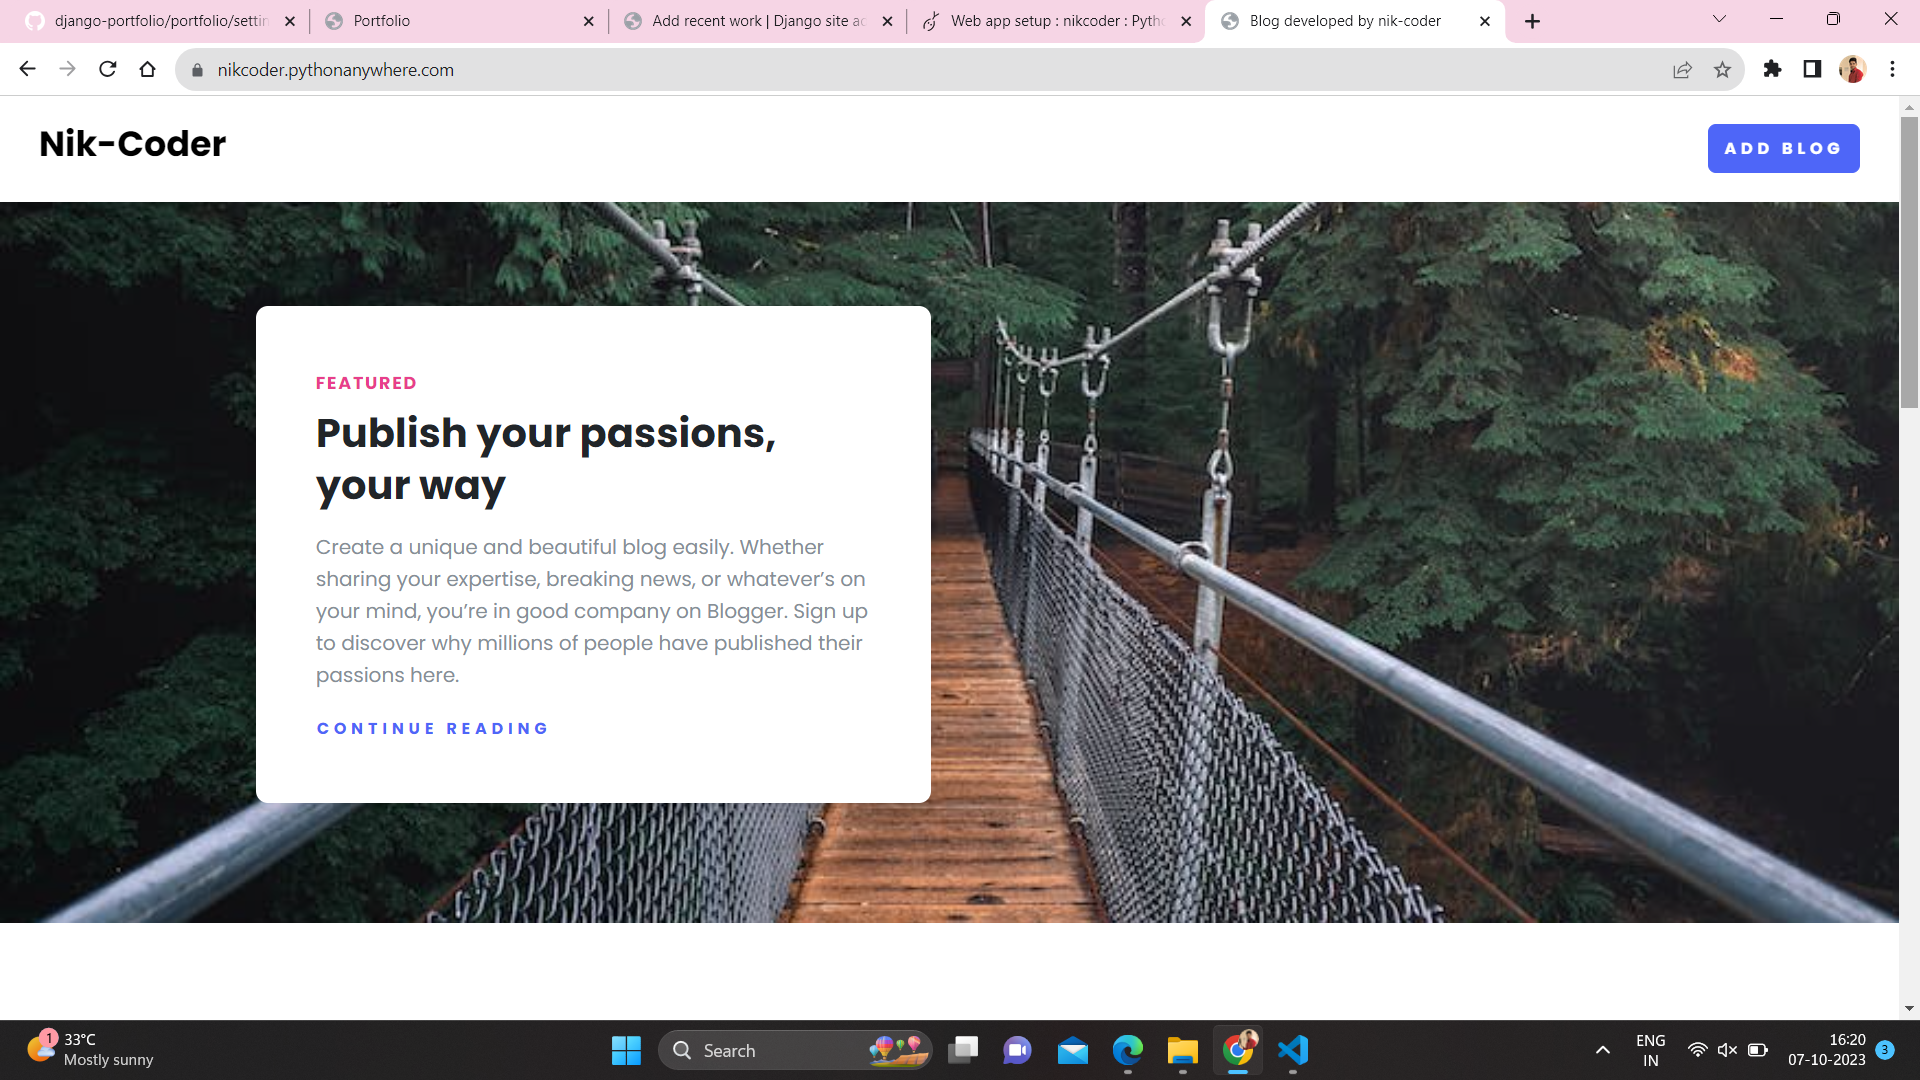 django-portfolio/portfolio/settin
Portfolio
Add recent work | Django site ad
Web app setup : nikcoder : Pytho
Blog developed by nik-coder
nikcoder.pythonanywhere.com
Nik-Coder
ADD BLOG
FEATURED
Publish your passions,
your way
Create a unique and beautiful blog easily. Whether
sharing your expertise, breaking news, or whatever’s on
your mind, you’re in good company on Blogger. Sign up
to discover why millions of people have published their
passions here.
CONTINUE READING
1
33°C
Mostly sunny
Search
ENG
IN
16:20
07-10-2023
3